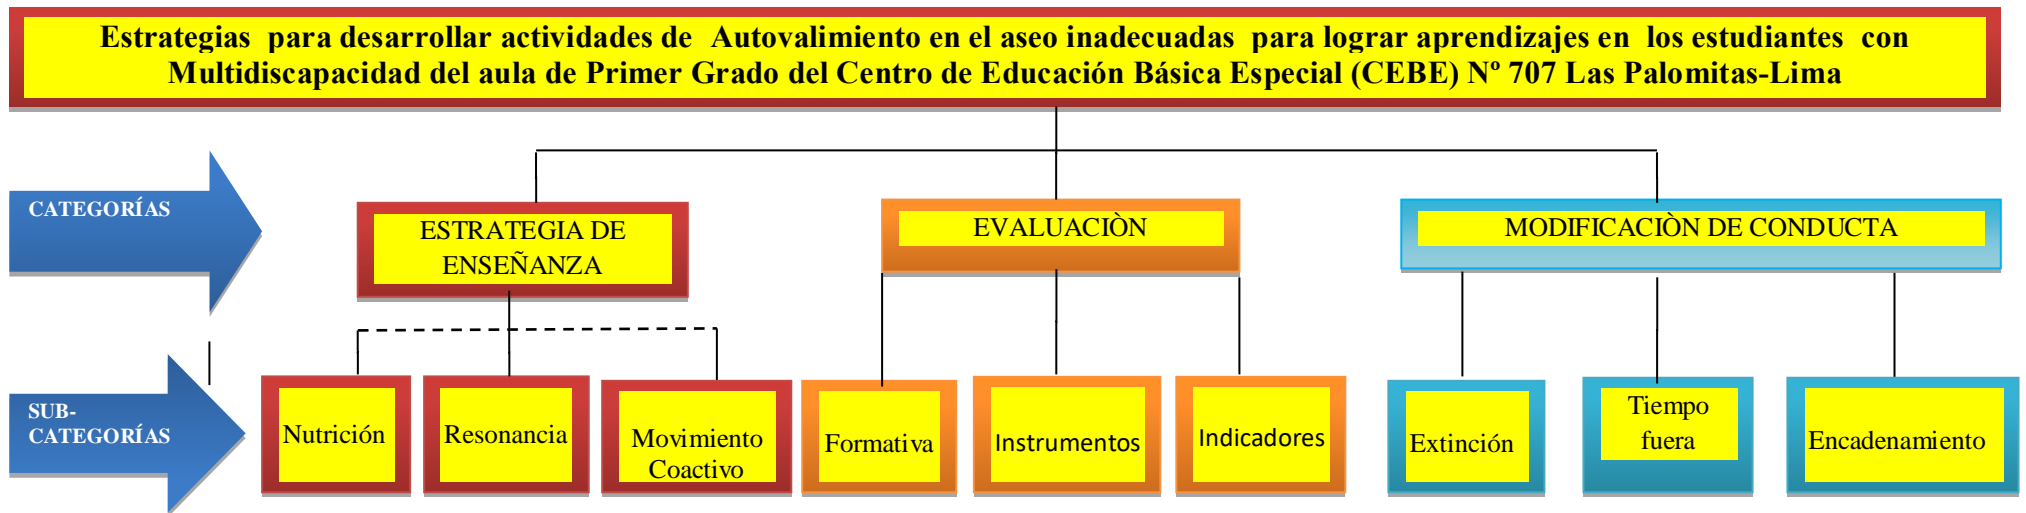 Estrategias para desarrollar actividades de Autovalimiento en el aseo inadecuadas para lograr aprendizajes en los estudiantes con
Multidiscapacidad del aula de Primer Grado del Centro de Educación Básica Especial (CEBE) Nº 707 Las Palomitas-Lima
CATEGORÍAS
ESTRATEGIA DE
ENSEÑANZA
EVALUACIÒN
MODIFICACIÒN DE CONDUCTA
SUB-
CATEGORÍAS
Nutrición
Resonancia
Movimiento
Coactivo
Formativa
Instrumentos
Indicadores
Extinción
Tiempo
fuera
Encadenamiento